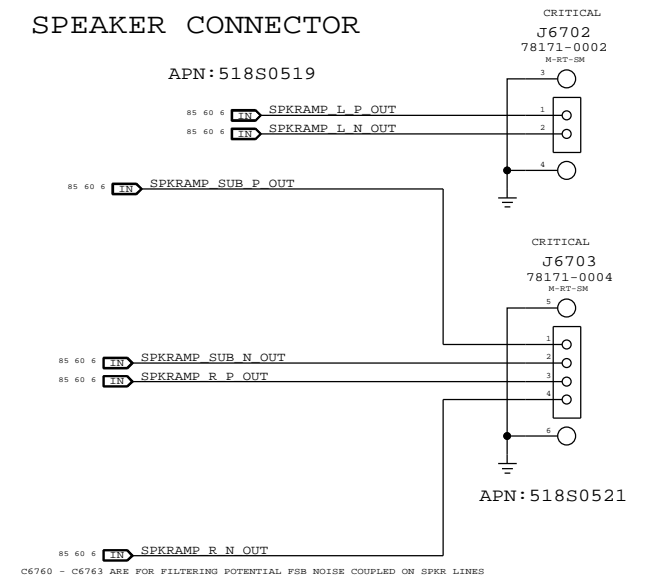 SPEAKER CONNECTOR
CRITICAL
J6702
78171-0002
M-RT-SM
APN:518S0519
3
85 60 6 IN SPKRAMP_L_P_OUT 1
85 60 6 IN SPKRAMP_L_N_OUT 2
4
85 60 6 IN SPKRAMP_SUB_P_OUT
CRITICAL
J6703
78171-0004
M-RT-SM
5
1
85 60 6 IN SPKRAMP_SUB_N_OUT 2
85 60 6 IN SPKRAMP_R_P_OUT 3
4
6
APN:518S0521
85 60 6 IN SPKRAMP_R_N_OUT
C6760 - C6763 ARE FOR FILTERING POTENTIAL FSB NOISE COUPLED ON SPKR LINES